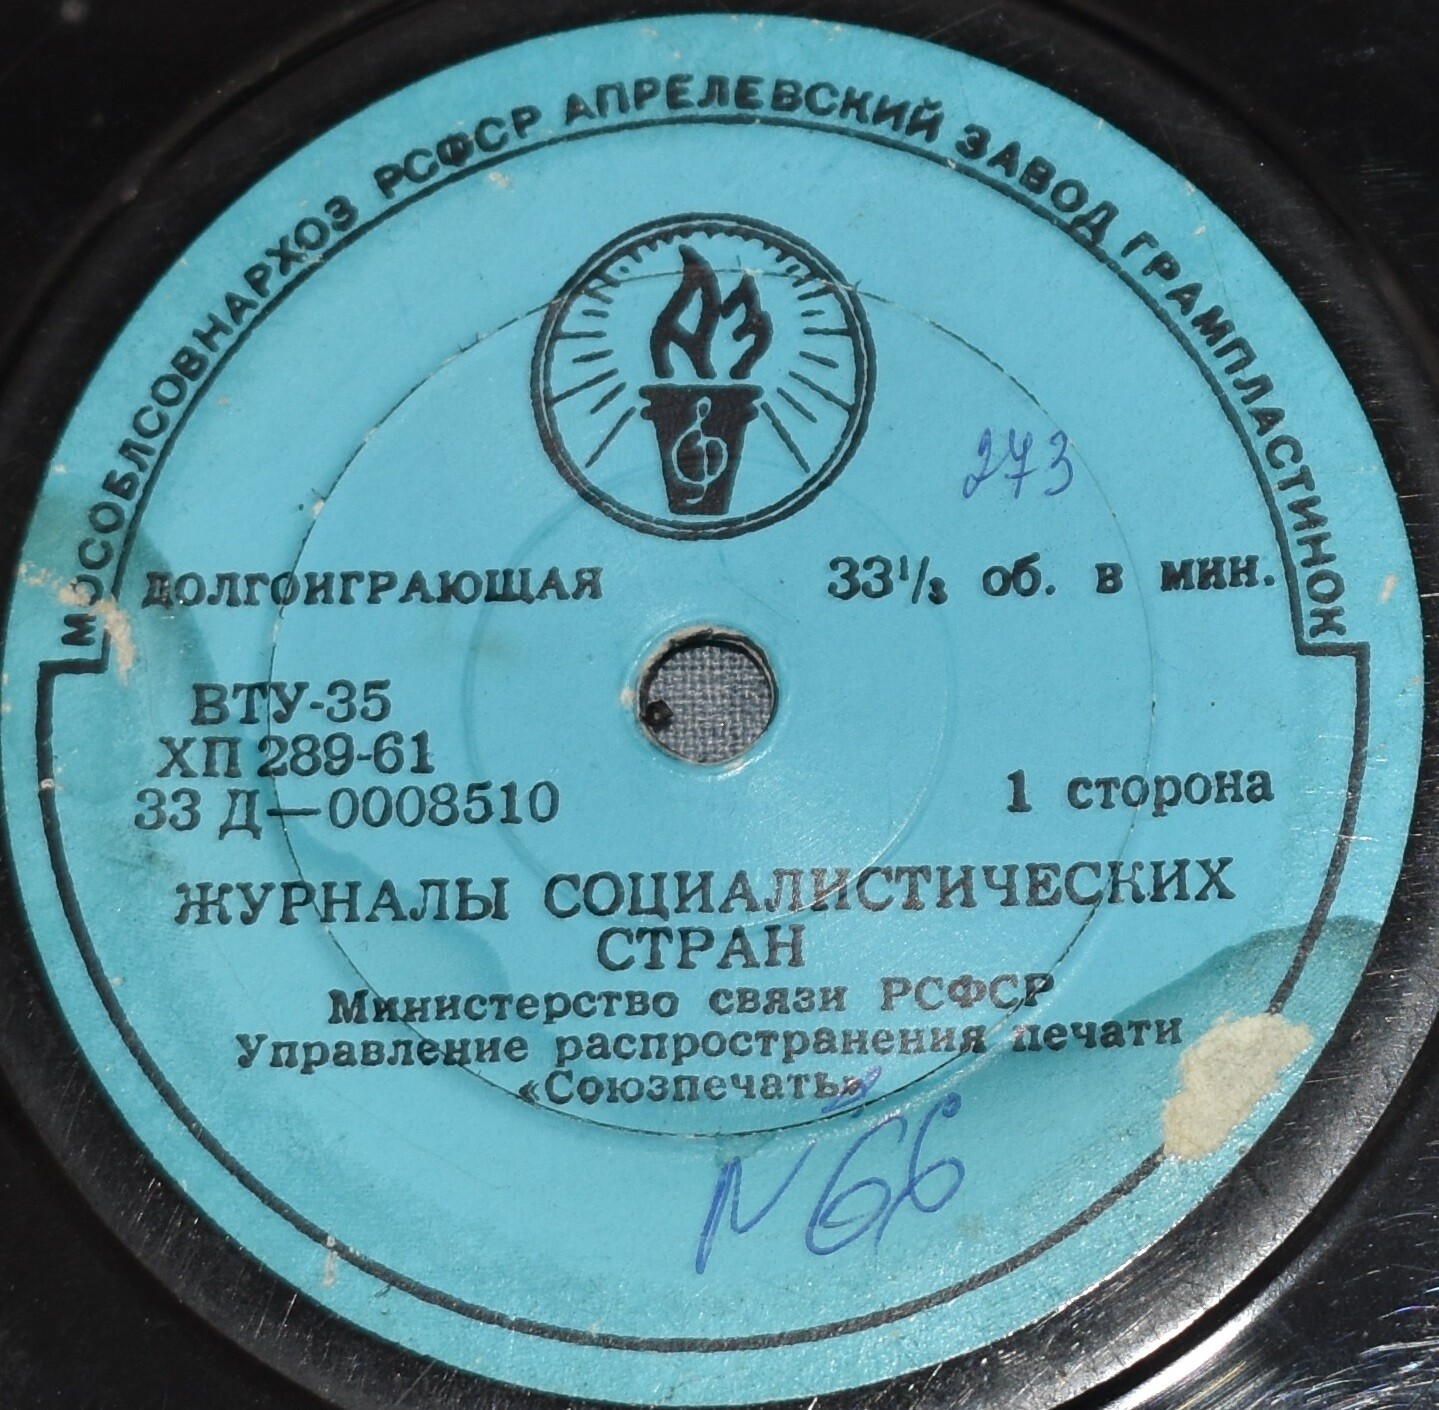 МОСОБЛСОВНАРХОЗ РСФСР АПРЕЛЕВСКИЙ ЗАВОД ГРАМПЛАСТИНОК
АЗ
273
ДОЛГОИГРАЮЩАЯ 33⅓ об. в мин.
ВТУ-35
ХП 289-61
33 Д—0008510 1 сторона
ЖУРНАЛЫ СОЦИАЛИСТИЧЕСКИХ
СТРАН
Министерство связи РСФСР
Управление распространения печати
«Союзпечать»
N 66